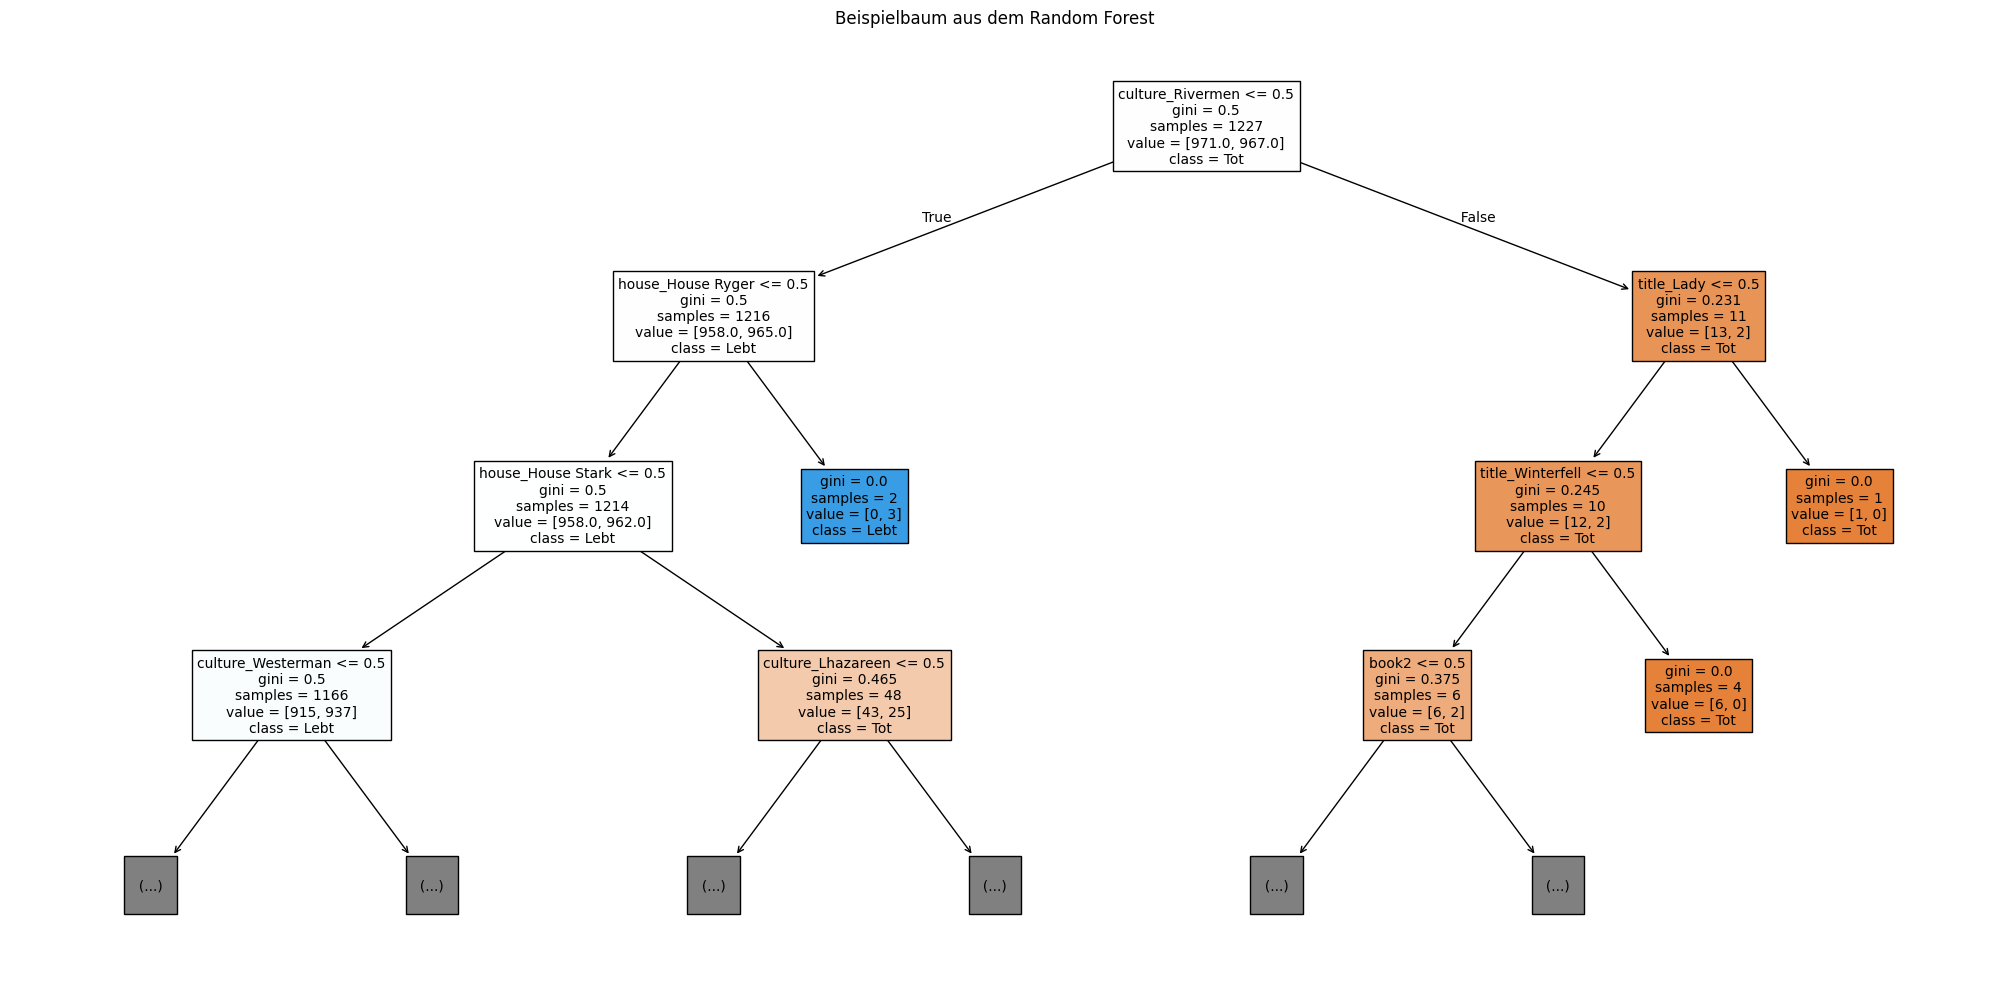 Beispielbaum aus dem Random Forest
culture_Rivermen <= 0.5
gini = 0.5
samples = 1227
value = [971.0, 967.0]
class = Tot
True
False
house_House Ryger <= 0.5
gini = 0.5
samples = 1216
value = [958.0, 965.0]
class = Lebt
title_Lady <= 0.5
gini = 0.231
samples = 11
value = [13, 2]
class = Tot
house_House Stark <= 0.5
gini = 0.5
samples = 1214
value = [958.0, 962.0]
class = Lebt
gini = 0.0
samples = 2
value = [0, 3]
class = Lebt
title_Winterfell <= 0.5
gini = 0.245
samples = 10
value = [12, 2]
class = Tot
gini = 0.0
samples = 1
value = [1, 0]
class = Tot
culture_Westerman <= 0.5
gini = 0.5
samples = 1166
value = [915, 937]
class = Lebt
culture_Lhazareen <= 0.5
gini = 0.465
samples = 48
value = [43, 25]
class = Tot
book2 <= 0.5
gini = 0.375
samples = 6
value = [6, 2]
class = Tot
gini = 0.0
samples = 4
value = [6, 0]
class = Tot
(...)
(...)
(...)
(...)
(...)
(...)